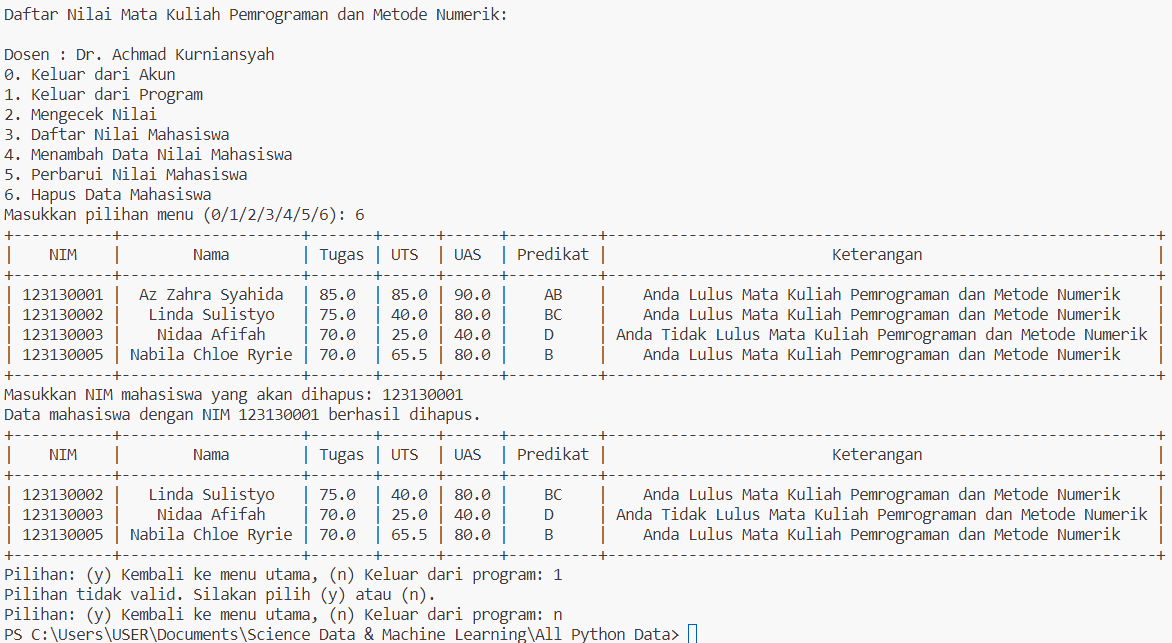 Daftar Nilai Mata Kuliah Pemrograman dan Metode Numerik:
Dosen : Dr. Achmad Kurniansyah
0. Keluar dari Akun
1. Keluar dari Program
2. Mengecek Nilai
3. Daftar Nilai Mahasiswa
4. Menambah Data Nilai Mahasiswa
5. Perbarui Nilai Mahasiswa
6. Hapus Data Mahasiswa
Masukkan pilihan menu (0/1/2/3/4/5/6): 6
+-----------+--------------------+-------+------+------+----------+-------------------------------------------------------------+
| NIM | Nama | Tugas | UTS | UAS | Predikat | Keterangan |
+-----------+--------------------+-------+------+------+----------+-------------------------------------------------------------+
| 123130001 | Az Zahra Syahida | 85.0 | 85.0 | 90.0 | AB | Anda Lulus Mata Kuliah Pemrograman dan Metode Numerik |
| 123130002 | Linda Sulistyo | 75.0 | 40.0 | 80.0 | BC | Anda Lulus Mata Kuliah Pemrograman dan Metode Numerik |
| 123130003 | Nidaa Afifah | 70.0 | 25.0 | 40.0 | D | Anda Tidak Lulus Mata Kuliah Pemrograman dan Metode Numerik |
| 123130005 | Nabila Chloe Ryrie | 70.0 | 65.5 | 80.0 | B | Anda Lulus Mata Kuliah Pemrograman dan Metode Numerik |
+-----------+--------------------+-------+------+------+----------+-------------------------------------------------------------+
Masukkan NIM mahasiswa yang akan dihapus: 123130001
Data mahasiswa dengan NIM 123130001 berhasil dihapus.
+-----------+--------------------+-------+------+------+----------+-------------------------------------------------------------+
| NIM | Nama | Tugas | UTS | UAS | Predikat | Keterangan |
+-----------+--------------------+-------+------+------+----------+-------------------------------------------------------------+
| 123130002 | Linda Sulistyo | 75.0 | 40.0 | 80.0 | BC | Anda Lulus Mata Kuliah Pemrograman dan Metode Numerik |
| 123130003 | Nidaa Afifah | 70.0 | 25.0 | 40.0 | D | Anda Tidak Lulus Mata Kuliah Pemrograman dan Metode Numerik |
| 123130005 | Nabila Chloe Ryrie | 70.0 | 65.5 | 80.0 | B | Anda Lulus Mata Kuliah Pemrograman dan Metode Numerik |
+-----------+--------------------+-------+------+------+----------+-------------------------------------------------------------+
Pilihan: (y) Kembali ke menu utama, (n) Keluar dari program: 1
Pilihan tidak valid. Silakan pilih (y) atau (n).
Pilihan: (y) Kembali ke menu utama, (n) Keluar dari program: n
PS C:\Users\USER\Documents\Science Data & Machine Learning\All Python Data>